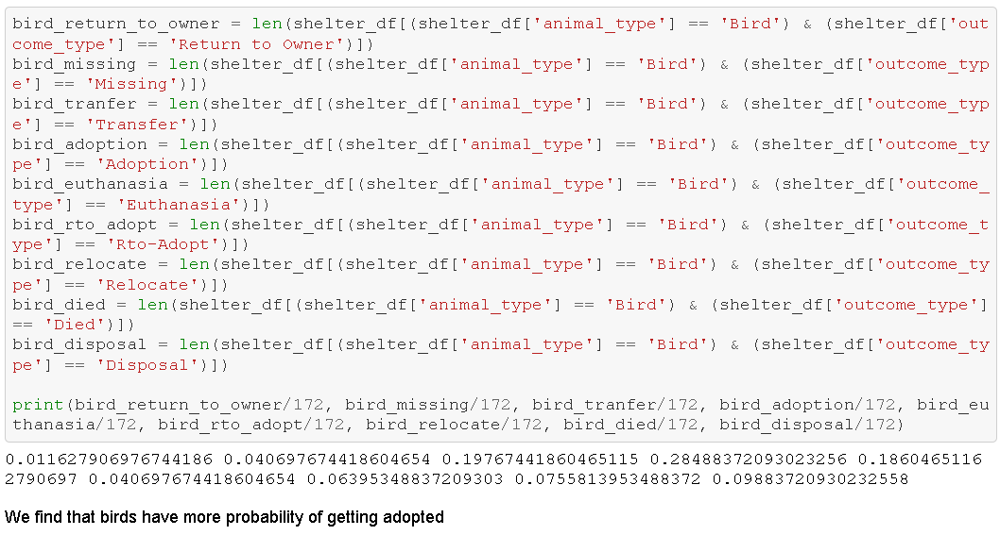 bird_return_to_owner = len(shelter_df[(shelter_df['animal_type'] == 'Bird') & (shelter_df['out
come_type'] == 'Return to Owner')])
bird_missing = len(shelter_df[(shelter_df['animal_type'] == 'Bird') & (shelter_df['outcome_typ
e'] == 'Missing')])
bird_tranfer = len(shelter_df[(shelter_df['animal_type'] == 'Bird') & (shelter_df['outcome_typ
e'] == 'Transfer')])
bird_adoption = len(shelter_df[(shelter_df['animal_type'] == 'Bird') & (shelter_df['outcome_ty
pe'] == 'Adoption')])
bird_euthanasia = len(shelter_df[(shelter_df['animal_type'] == 'Bird') & (shelter_df['outcome_
type'] == 'Euthanasia')])
bird_rto_adopt = len(shelter_df[(shelter_df['animal_type'] == 'Bird') & (shelter_df['outcome_t
ype'] == 'Rto-Adopt')])
bird_relocate = len(shelter_df[(shelter_df['animal_type'] == 'Bird') & (shelter_df['outcome_ty
pe'] == 'Relocate')])
bird_died = len(shelter_df[(shelter_df['animal_type'] == 'Bird') & (shelter_df['outcome_type']
== 'Died')])
bird_disposal = len(shelter_df[(shelter_df['animal_type'] == 'Bird') & (shelter_df['outcome_ty
pe'] == 'Disposal')])
print(bird_return_to_owner/172, bird_missing/172, bird_tranfer/172, bird_adoption/172, bird_eu
thanasia/172, bird_rto_adopt/172, bird_relocate/172, bird_died/172, bird_disposal/172)
0.011627906976744186 0.040697674418604654 0.19767441860465115 0.28488372093023256 0.1860465116
2790697 0.040697674418604654 0.06395348837209303 0.0755813953488372 0.09883720930232558
We find that birds have more probability of getting adopted